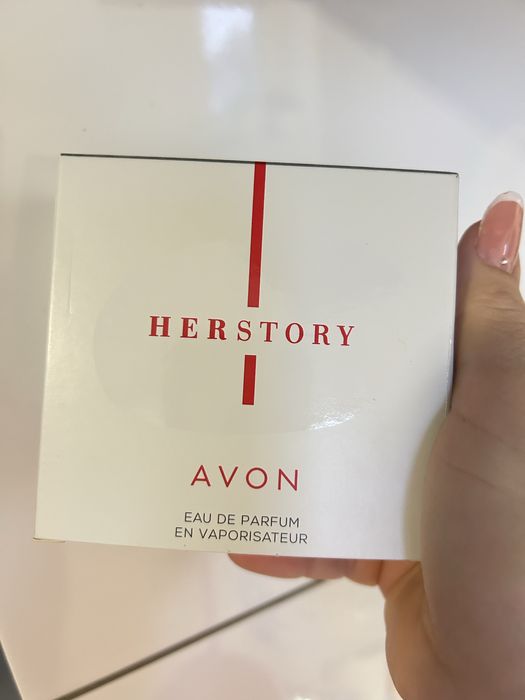 HERSTORY
AVON
EAU DE PARFUM
EN VAPORISATEUR